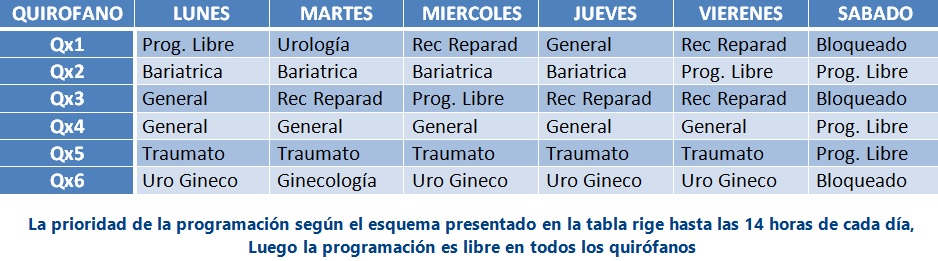 QUIROFANO LUNES MARTES MIERCOLES JUEVES VIERENES SABADO
Qx1 Prog. Libre Urología Rec Reparad General Rec Reparad Bloqueado
Qx2 Bariatrica Bariatrica Bariatrica Bariatrica Prog. Libre Prog. Libre
Qx3 General Rec Reparad Prog. Libre Rec Reparad Rec Reparad Bloqueado
Qx4 General General General General General Prog. Libre
Qx5 Traumato Traumato Traumato Traumato Traumato Prog. Libre
Qx6 Uro Gineco Ginecología Uro Gineco Uro Gineco Uro Gineco Bloqueado
La prioridad de la programación según el esquema presentado en la tabla rige hasta las 14 horas de cada día,
Luego la programación es libre en todos los quirófanos